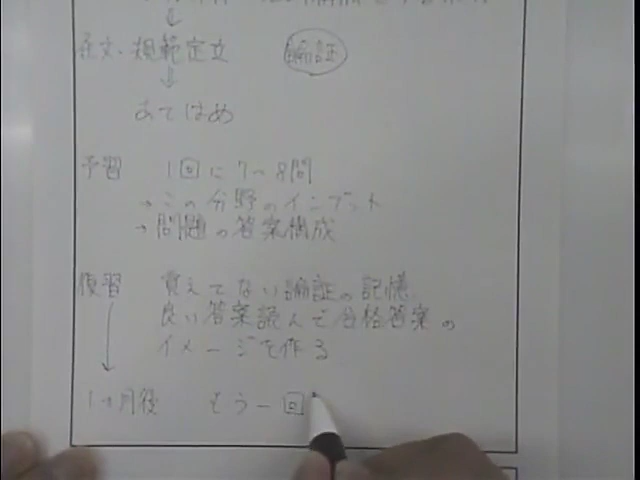 条文・規範定立 論証
あてはめ
予習 1回に7〜8問
→この分野のインプット
→問題の答案構成
復習 覚えてない論証の記憶
良い答案読んで合格答案の
イメージを作る
1ヶ月後 もう一回